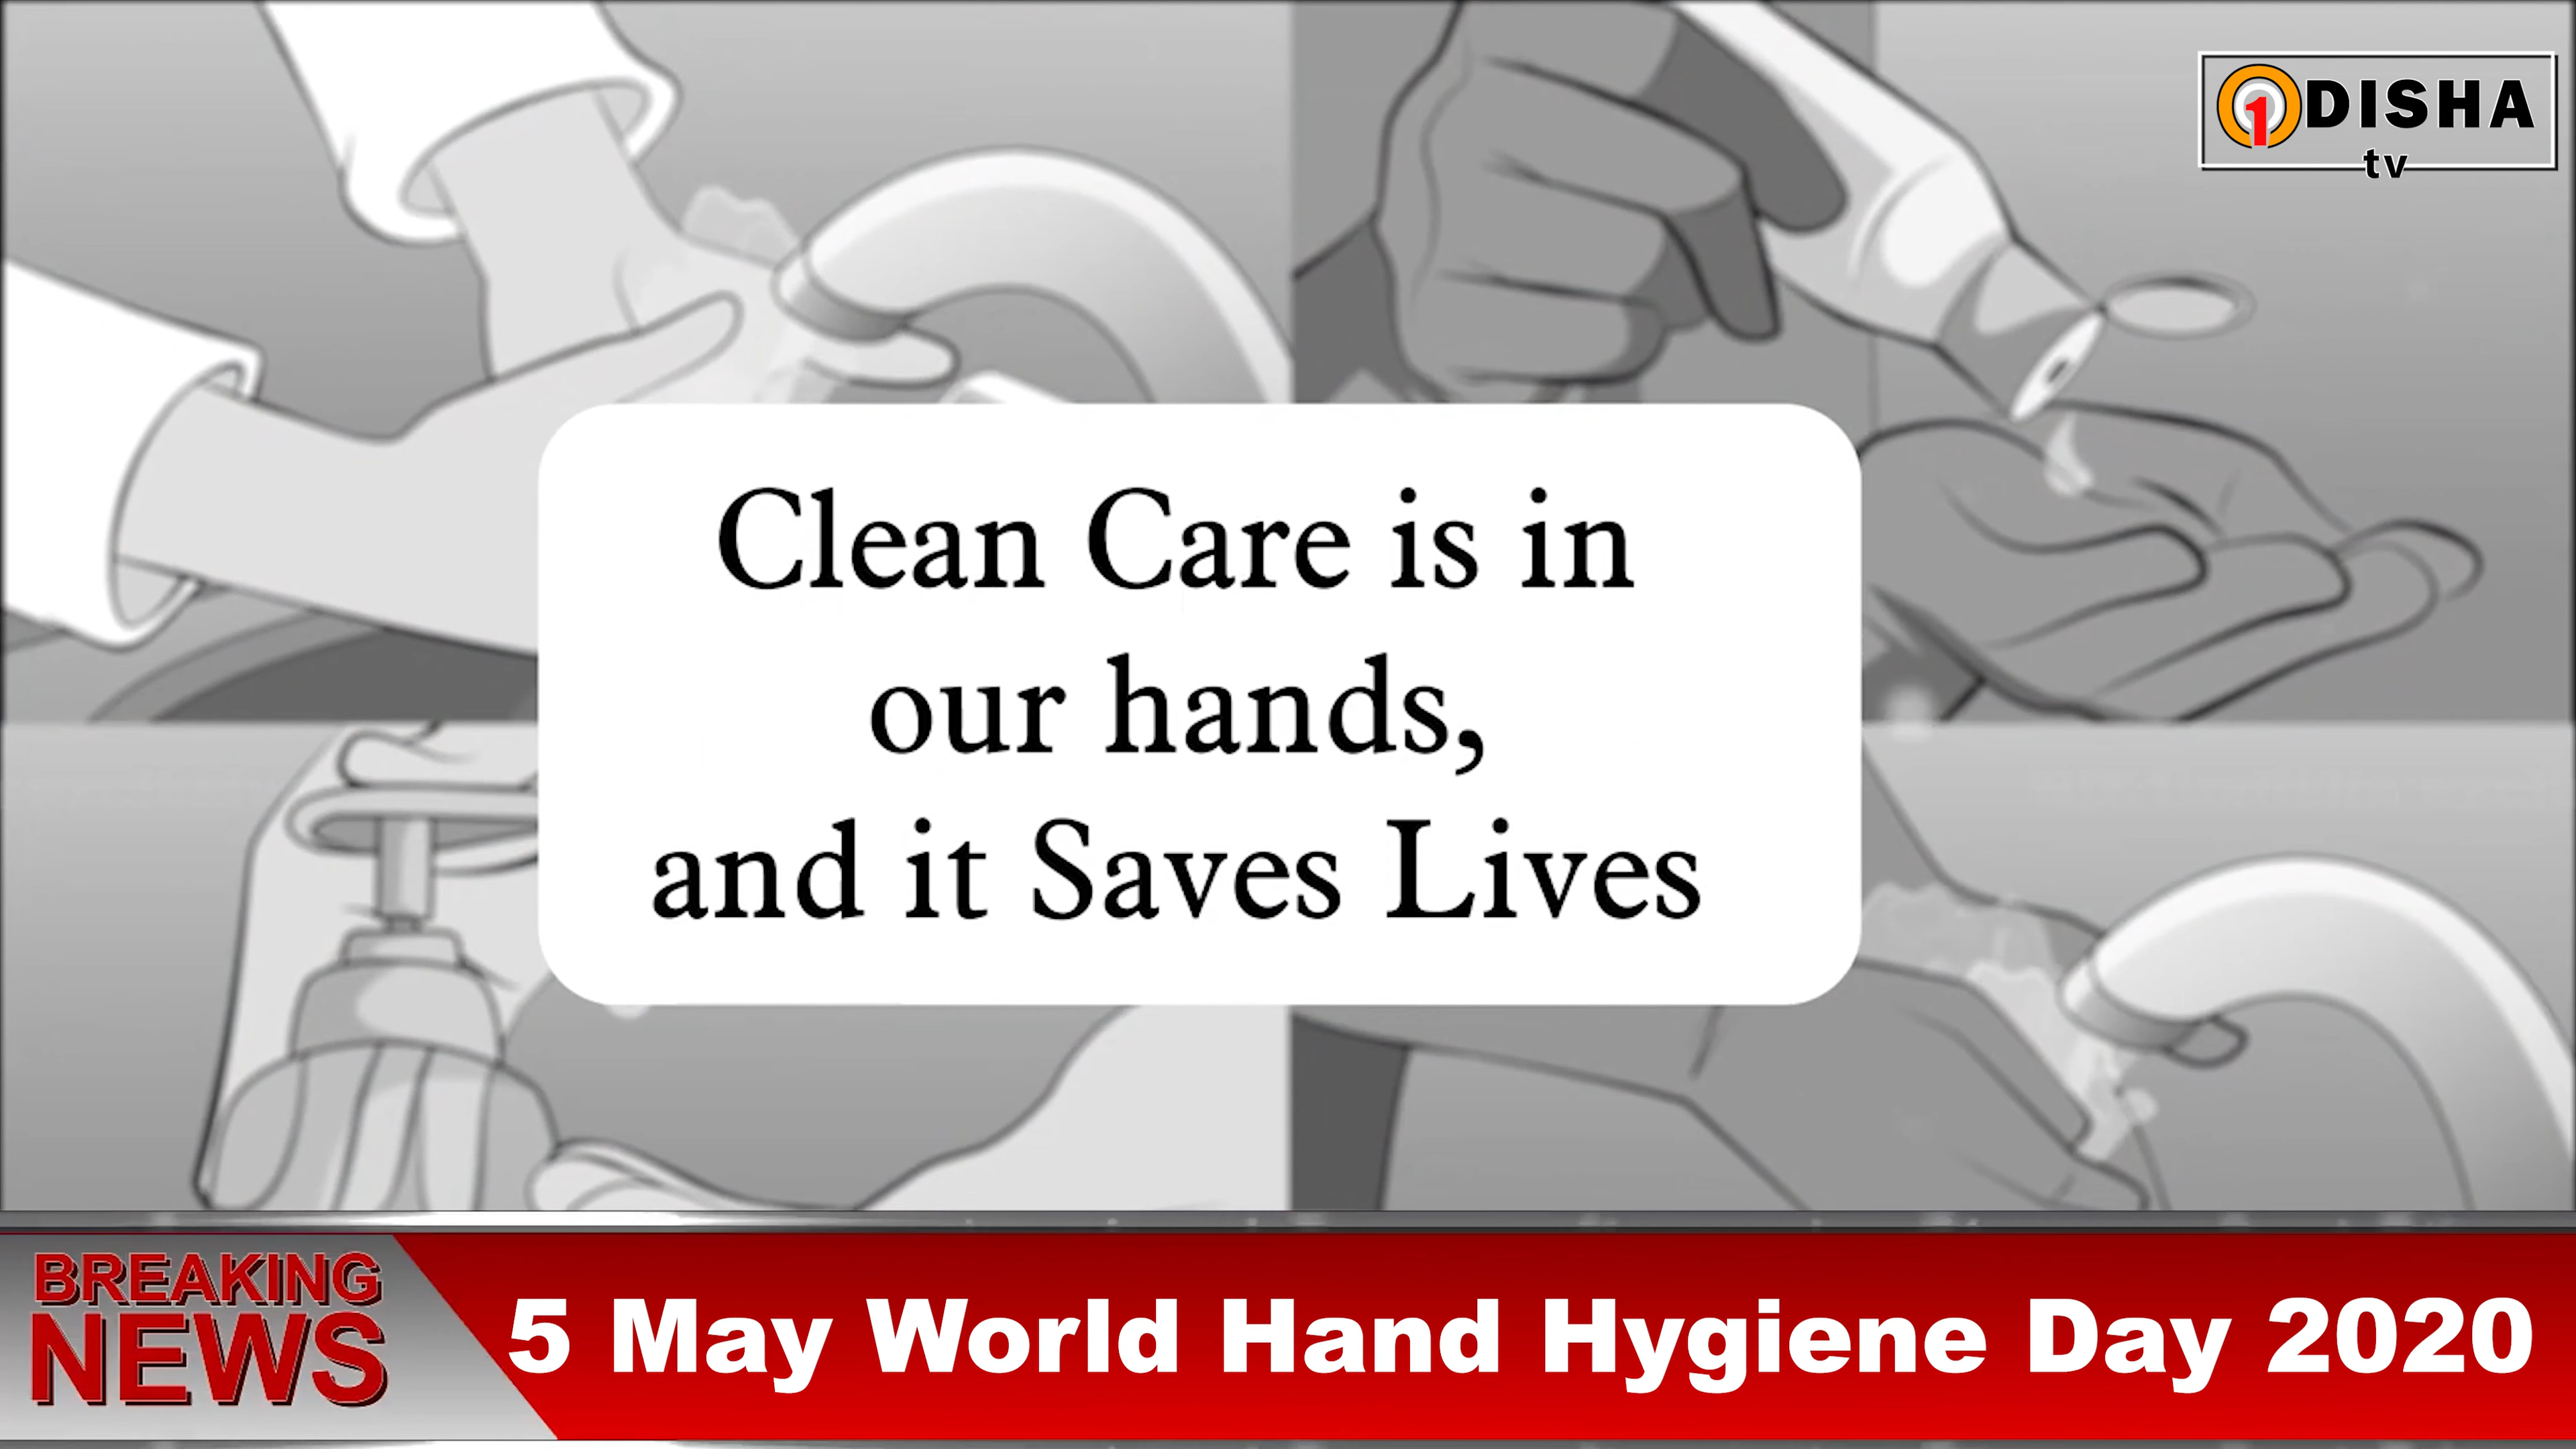 1
ODISHA
tv
Clean Care is in
our hands,
and it Saves Lives
BREAKING
NEWS
5 May World Hand Hygiene Day 2020